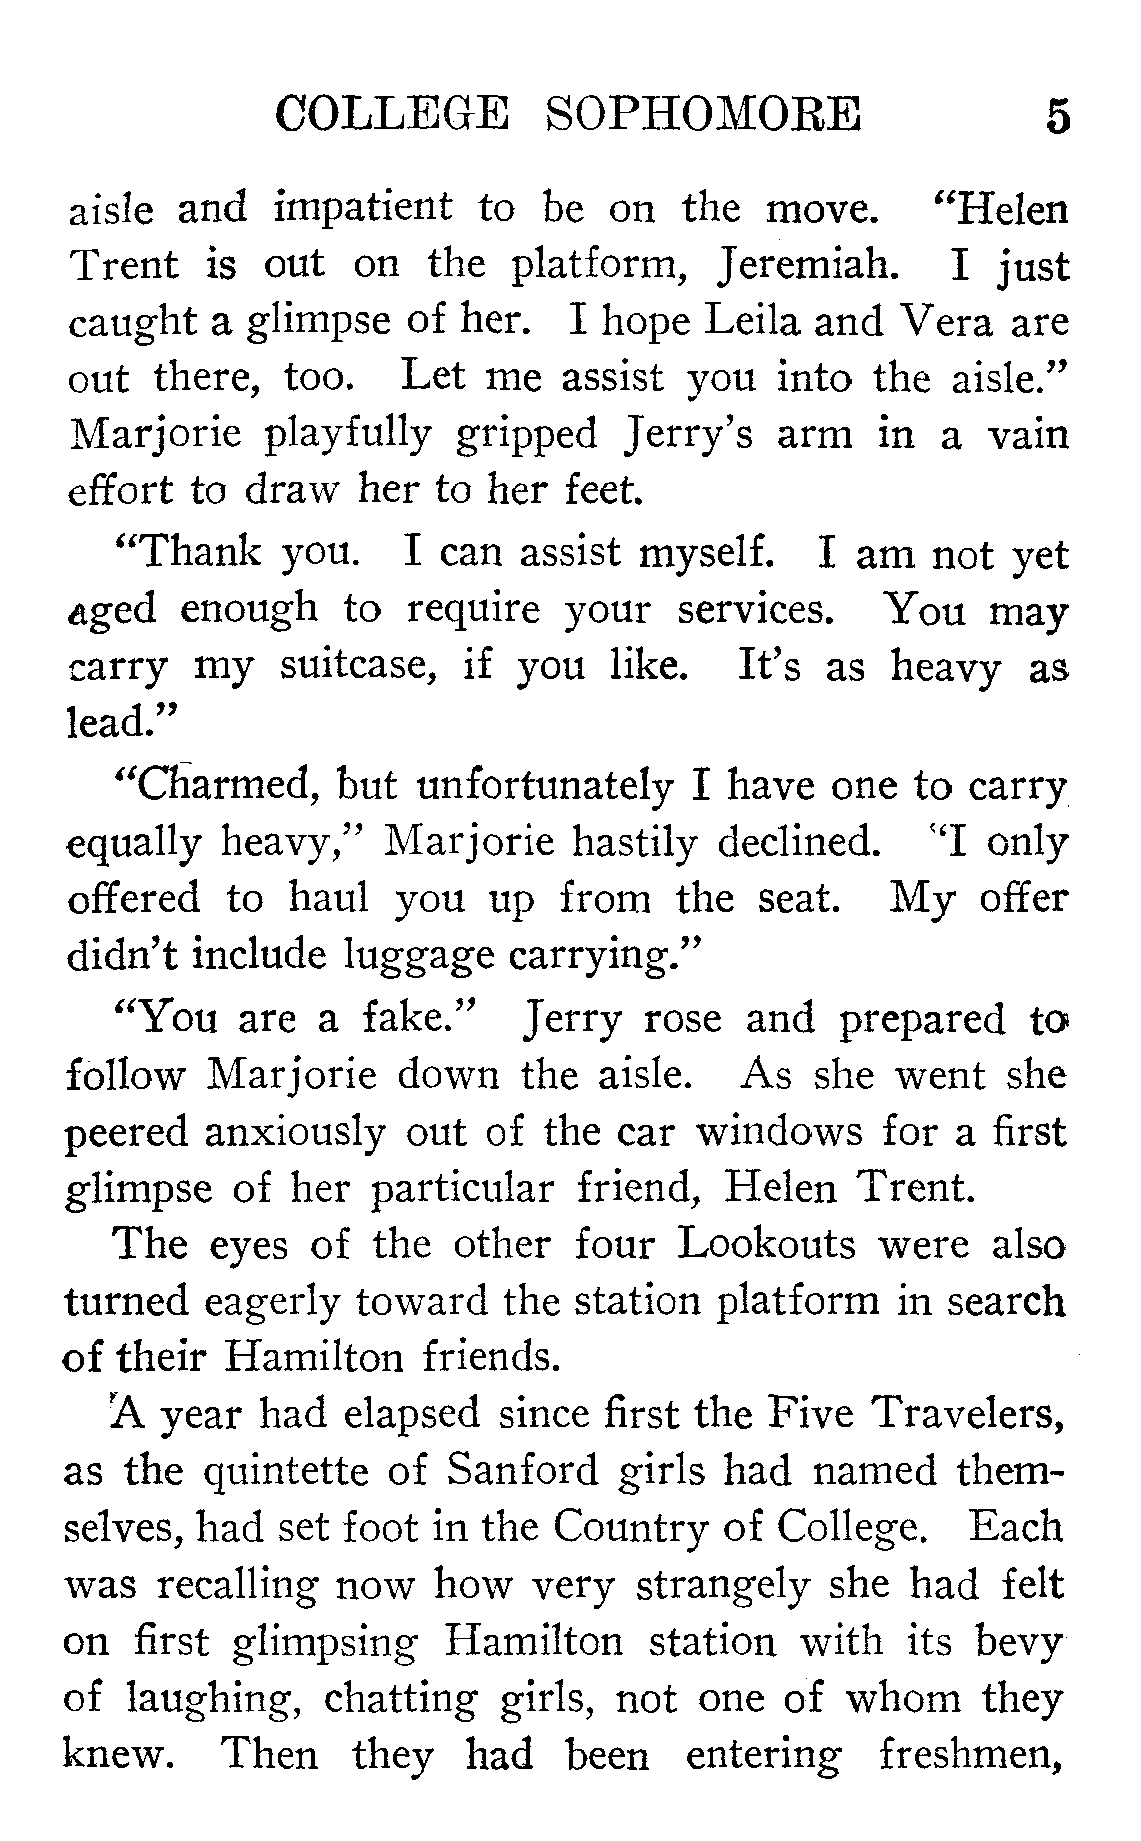 COLLEGE SOPHOMORE 5
aisle and impatient to be on the move. “Helen
Trent is out on the platform, Jeremiah. I just
caught a glimpse of her. I hope Leila and Vera are
out there, too. Let me assist you into the aisle.”
Marjorie playfully gripped Jerry’s arm in a vain
effort to draw her to her feet.
“Thank you. I can assist myself. I am not yet
aged enough to require your services. You may
carry my suitcase, if you like. It’s as heavy as
lead.”
“Charmed, but unfortunately I have one to carry
equally heavy,” Marjorie hastily declined. “I only
offered to haul you up from the seat. My offer
didn’t include luggage carrying.”
“You are a fake.” Jerry rose and prepared to
follow Marjorie down the aisle. As she went she
peered anxiously out of the car windows for a first
glimpse of her particular friend, Helen Trent.
The eyes of the other four Lookouts were also
turned eagerly toward the station platform in search
of their Hamilton friends.
A year had elapsed since first the Five Travelers,
as the quintette of Sanford girls had named them-
selves, had set foot in the Country of College. Each
was recalling now how very strangely she had felt
on first glimpsing Hamilton station with its bevy
of laughing, chatting girls, not one of whom they
knew. Then they had been entering freshmen,